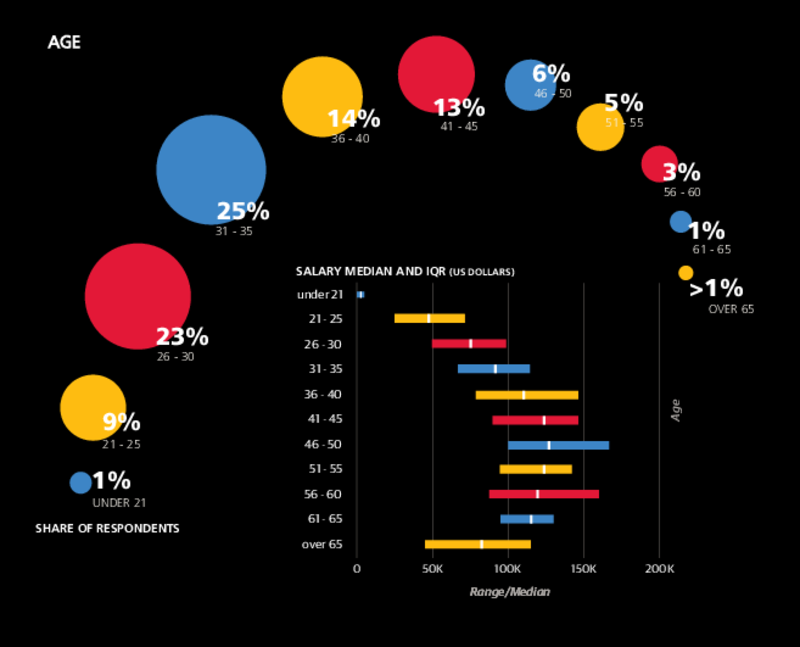 AGE
6%
46 - 50
5%
51 - 55
13%
41 - 45
14%
36 - 40
3%
56 - 60
25%
31 - 35
1%
61 - 65
>1%
OVER 65
23%
26 - 30
9%
21 - 25
1%
UNDER 21
SHARE OF RESPONDENTS
SALARY MEDIAN AND IQR (US DOLLARS)
under 21
21 - 25
26 - 30
31 - 35
36 - 40
41 - 45
46 - 50
51 - 55
56 - 60
61 - 65
over 65
Age
0 50K 100K 150K 200K
Range/Median